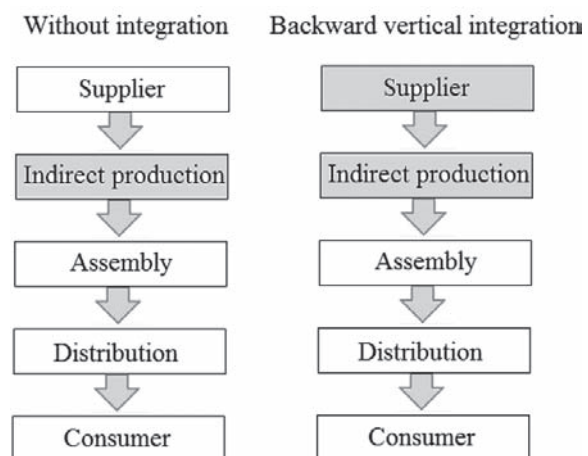 Without integration
Supplier
Indirect production
Assembly
Distribution
Consumer
Backward vertical integration
Supplier
Indirect production
Assembly
Distribution
Consumer